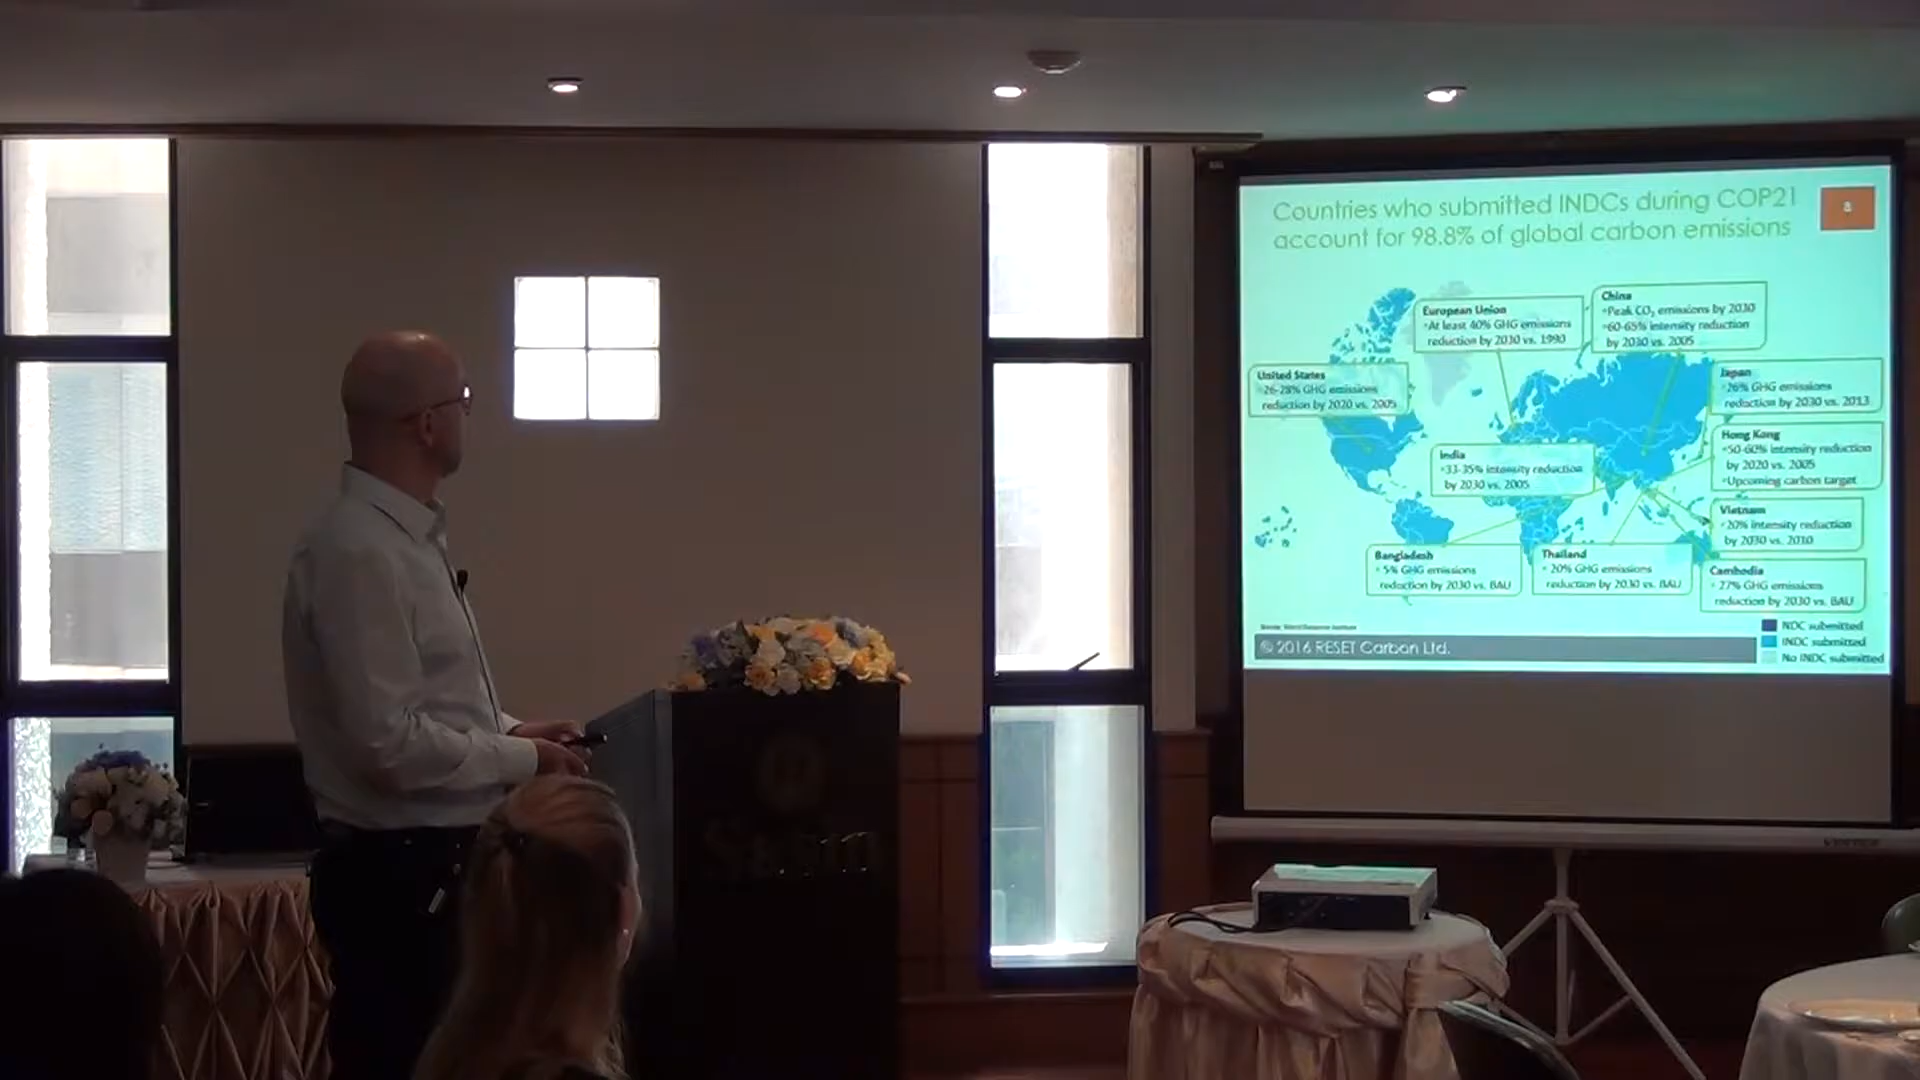 Countries who submitted INDCs during COP21
account for 98.8% of global carbon emissions
8
European Union
•At least 40% GHG emissions
reduction by 2030 vs. 1990
China
•Peak CO₂ emissions by 2030
•60-65% intensity reduction
by 2030 vs. 2005
United States
•26-28% GHG emissions
reduction by 2020 vs. 2005
Japan
•26% GHG emissions
reduction by 2030 vs. 2013
Hong Kong
•50-60% intensity reduction
by 2020 vs. 2005
•Upcoming carbon target
India
•33-35% intensity reduction
by 2030 vs. 2005
Vietnam
•20% intensity reduction
by 2030 vs. 2010
Bangladesh
• 5% GHG emissions
reduction by 2030 vs. BAU
Thailand
• 20% GHG emissions
reduction by 2030 vs. BAU
Cambodia
• 27% GHG emissions
reduction by 2030 vs. BAU
Source: World Resource Institute
© 2016 RESET Carbon Ltd.
NDC submitted
INDC submitted
No INDC submitted